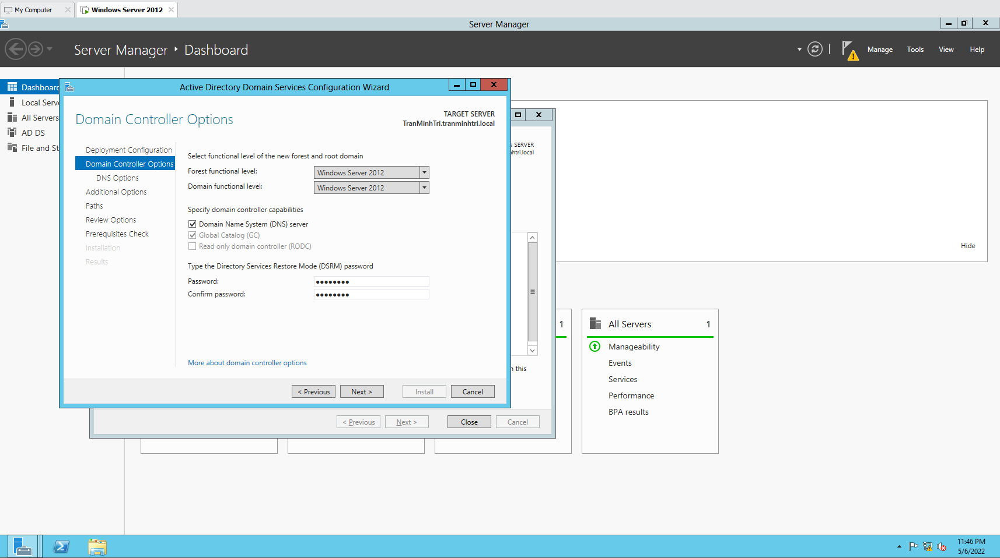 My Computer
Windows Server 2012
Server Manager
Server Manager Dashboard
Manage Tools View Help
Dashboard
Local Serv
All Servers
AD DS
File and St
Active Directory Domain Services Configuration Wizard
Domain Controller Options
TARGET SERVER
TranMinhTri.tranminhtri.local
Deployment Configuration
Domain Controller Options
DNS Options
Additional Options
Paths
Review Options
Prerequisites Check
Installation
Results
Select functional level of the new forest and root domain
Forest functional level: Windows Server 2012
Domain functional level: Windows Server 2012
Specify domain controller capabilities
Domain Name System (DNS) server
Global Catalog (GC)
Read only domain controller (RODC)
Type the Directory Services Restore Mode (DSRM) password
Password: ●●●●●●●●
Confirm password: ●●●●●●●●
More about domain controller options
< Previous Next > Install Cancel
SERVER
htri.local
this
< Previous Next > Close Cancel
Hide
1
All Servers 1
Manageability
Events
Services
Performance
BPA results
11:46 PM
5/6/2022